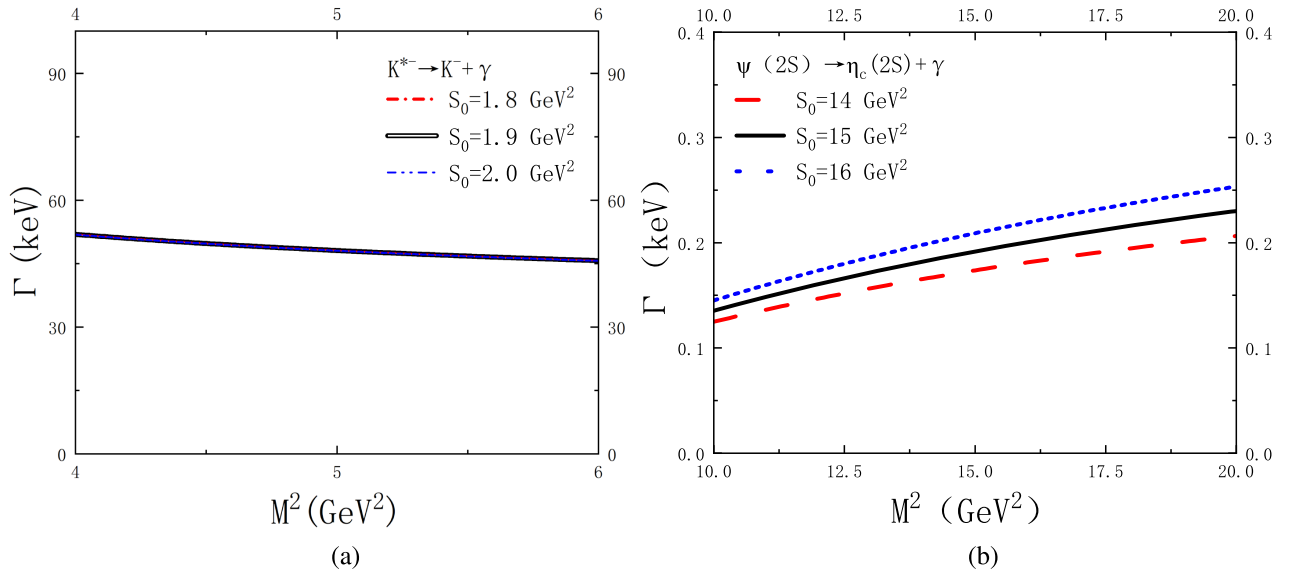 4 5 6
90 90
60 60
30 30
0 0
4 5 6
K*⁻→K⁻+γ
S₀=1.8 GeV²
S₀=1.9 GeV²
S₀=2.0 GeV²
Γ (keV)
M² (GeV²)
(a)
10.0 12.5 15.0 17.5 20.0
0.4 0.4
0.3 0.3
0.2 0.2
0.1 0.1
0.0 0.0
10.0 12.5 15.0 17.5 20.0
ψ (2S) →η_c(2S)+γ
S₀=14 GeV²
S₀=15 GeV²
S₀=16 GeV²
Γ (keV)
M² (GeV²)
(b)